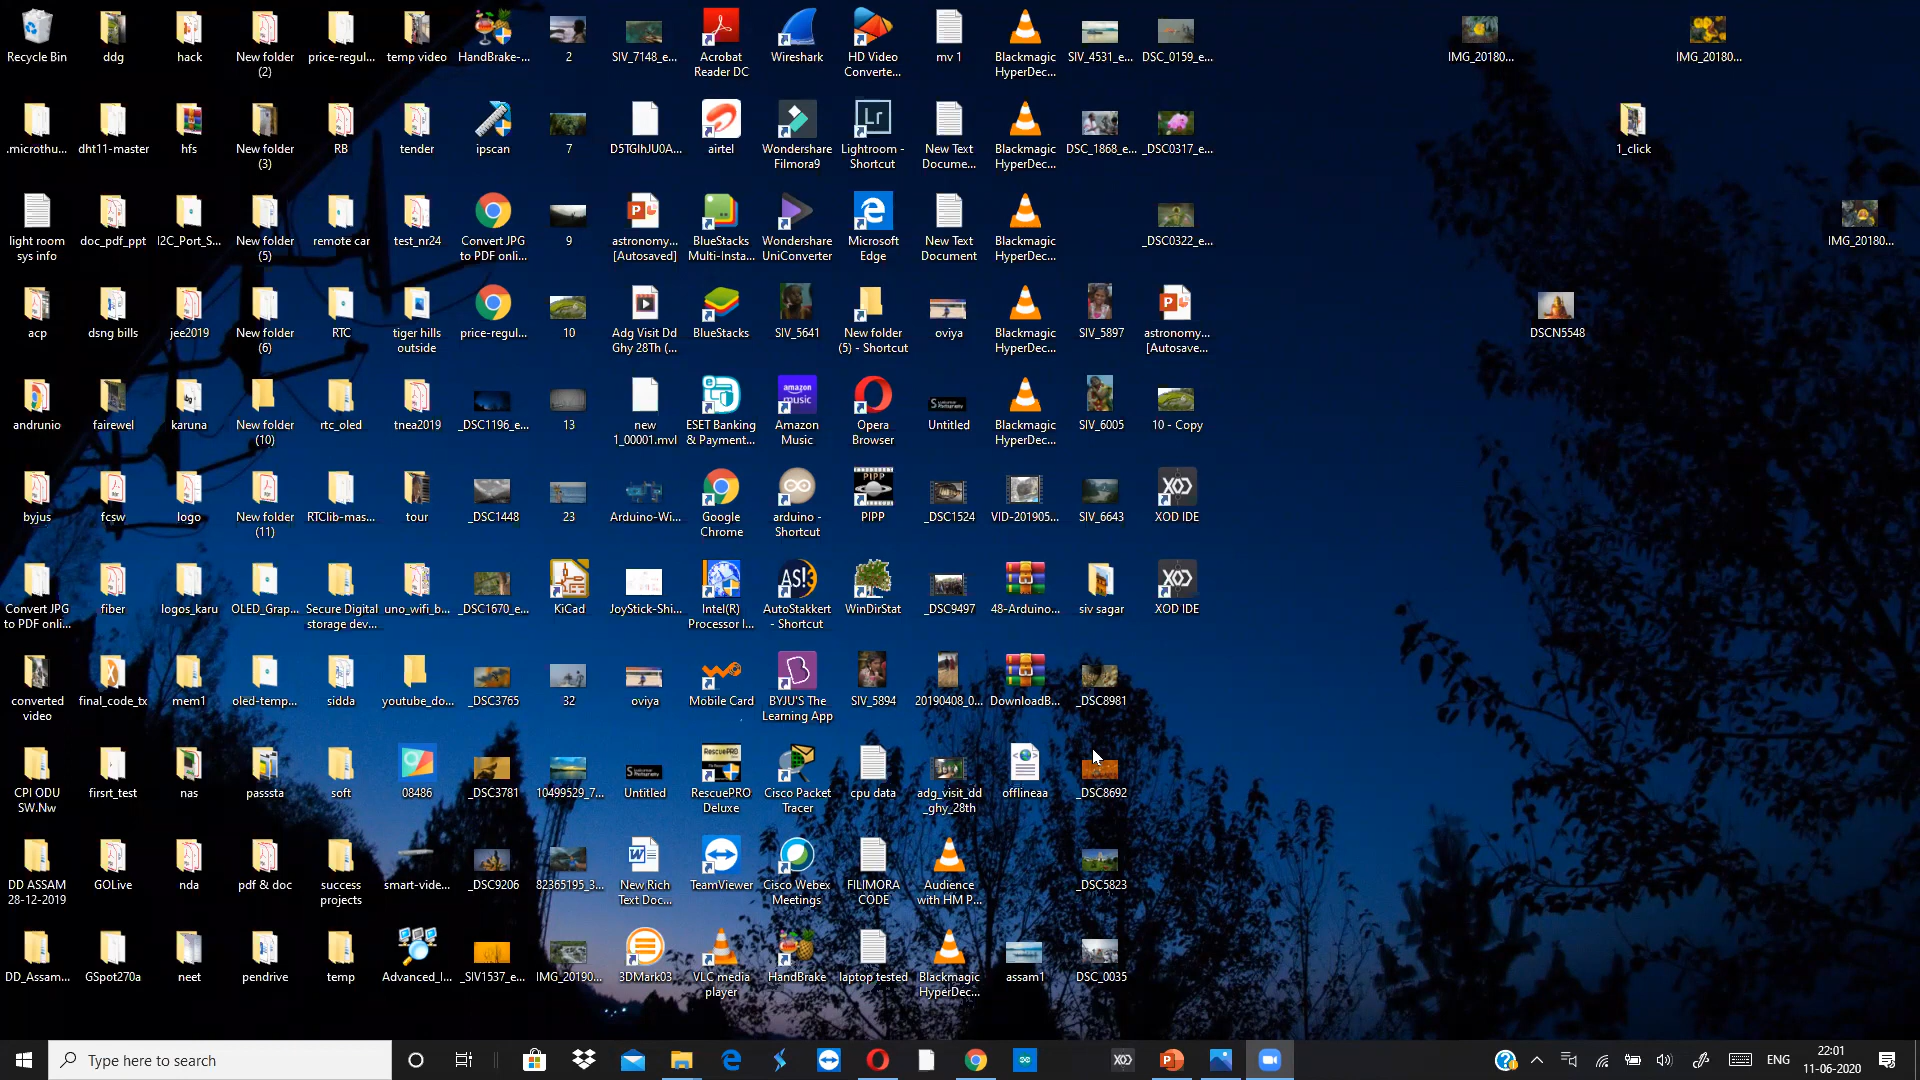 Recycle Bin
ddg
hack
New folder
(2)
price-regul...
temp video
HandBrake-...
2
SIV_7148_e...
Acrobat
Reader DC
Wireshark
HD Video
Converte...
mv 1
Blackmagic
HyperDec...
SIV_4531_e...
DSC_0159_e...
IMG_20180...
IMG_20180...
.microthu...
dht11-master
hfs
New folder
(3)
RB
tender
ipscan
7
D5TGIhJU0A...
airtel
Wondershare
Filmora9
Lightroom -
Shortcut
New Text
Docume...
Blackmagic
HyperDec...
DSC_1868_e...
_DSC0317_e...
1_click
light room
sys info
doc_pdf_ppt
I2C_Port_S...
New folder
(5)
remote car
test_nr24
Convert JPG
to PDF onli...
9
astronomy...
[Autosaved]
BlueStacks
Multi-Insta...
Wondershare
UniConverter
Microsoft
Edge
New Text
Document
Blackmagic
HyperDec...
_DSC0322_e...
IMG_20180...
acp
dsng bills
jee2019
New folder
(6)
RTC
tiger hills
outside
price-regul...
10
Adg Visit Dd
Ghy 28Th (...
BlueStacks
SIV_5641
New folder
(5) - Shortcut
oviya
Blackmagic
HyperDec...
SIV_5897
astronomy...
[Autosave...
DSCN5548
andrunio
fairewel
karuna
New folder
(10)
rtc_oled
tnea2019
_DSC1196_e...
13
new
1_00001.mvl
ESET Banking
& Payment...
amazon
music
Amazon
Music
Opera
Browser
Untitled
Blackmagic
HyperDec...
SIV_6005
10 - Copy
byjus
fcsw
logo
New folder
(11)
RTClib-mas...
tour
_DSC1448
23
Arduino-Wi...
Google
Chrome
arduino -
Shortcut
PIPP
PIPP
_DSC1524
VID-201905...
SIV_6643
XOD IDE
Convert JPG
to PDF onli...
fiber
logos_karu
OLED_Grap...
Secure Digital
storage dev...
uno_wifi_b...
_DSC1670_e...
KiCad
JoyStick-Shi...
Intel(R)
Processor I...
AS!3
AutoStakkert
- Shortcut
WinDirStat
_DSC9497
48-Arduino...
siv sagar
XOD IDE
converted
video
final_code_tx
mem1
oled-temp...
sidda
youtube_do...
_DSC3765
32
oviya
Mobile Card
BYJU'S The
Learning App
SIV_5894
20190408_0...
DownloadB...
_DSC8981
CPI ODU
SW.Nw
firsrt_test
nas
passsta
soft
08486
_DSC3781
10499529_7...
Untitled
RescuePRO
RescuePRO
Deluxe
Cisco Packet
Tracer
cpu data
adg_visit_dd
_ghy_28th
offlineaa
_DSC8692
DD ASSAM
28-12-2019
GOLive
nda
pdf & doc
success
projects
smart-vide...
_DSC9206
82365195_3...
New Rich
Text Doc...
TeamViewer
Cisco Webex
Meetings
FILIMORA
CODE
Audience
with HM P...
_DSC5823
DD_Assam...
GSpot270a
neet
pendrive
temp
Advanced_I...
_SIV1537_e...
IMG_20190...
3DMark03
VLC media
player
HandBrake
laptop tested
Blackmagic
HyperDec...
assam1
DSC_0035
Type here to search
ENG
22:01
11-06-2020